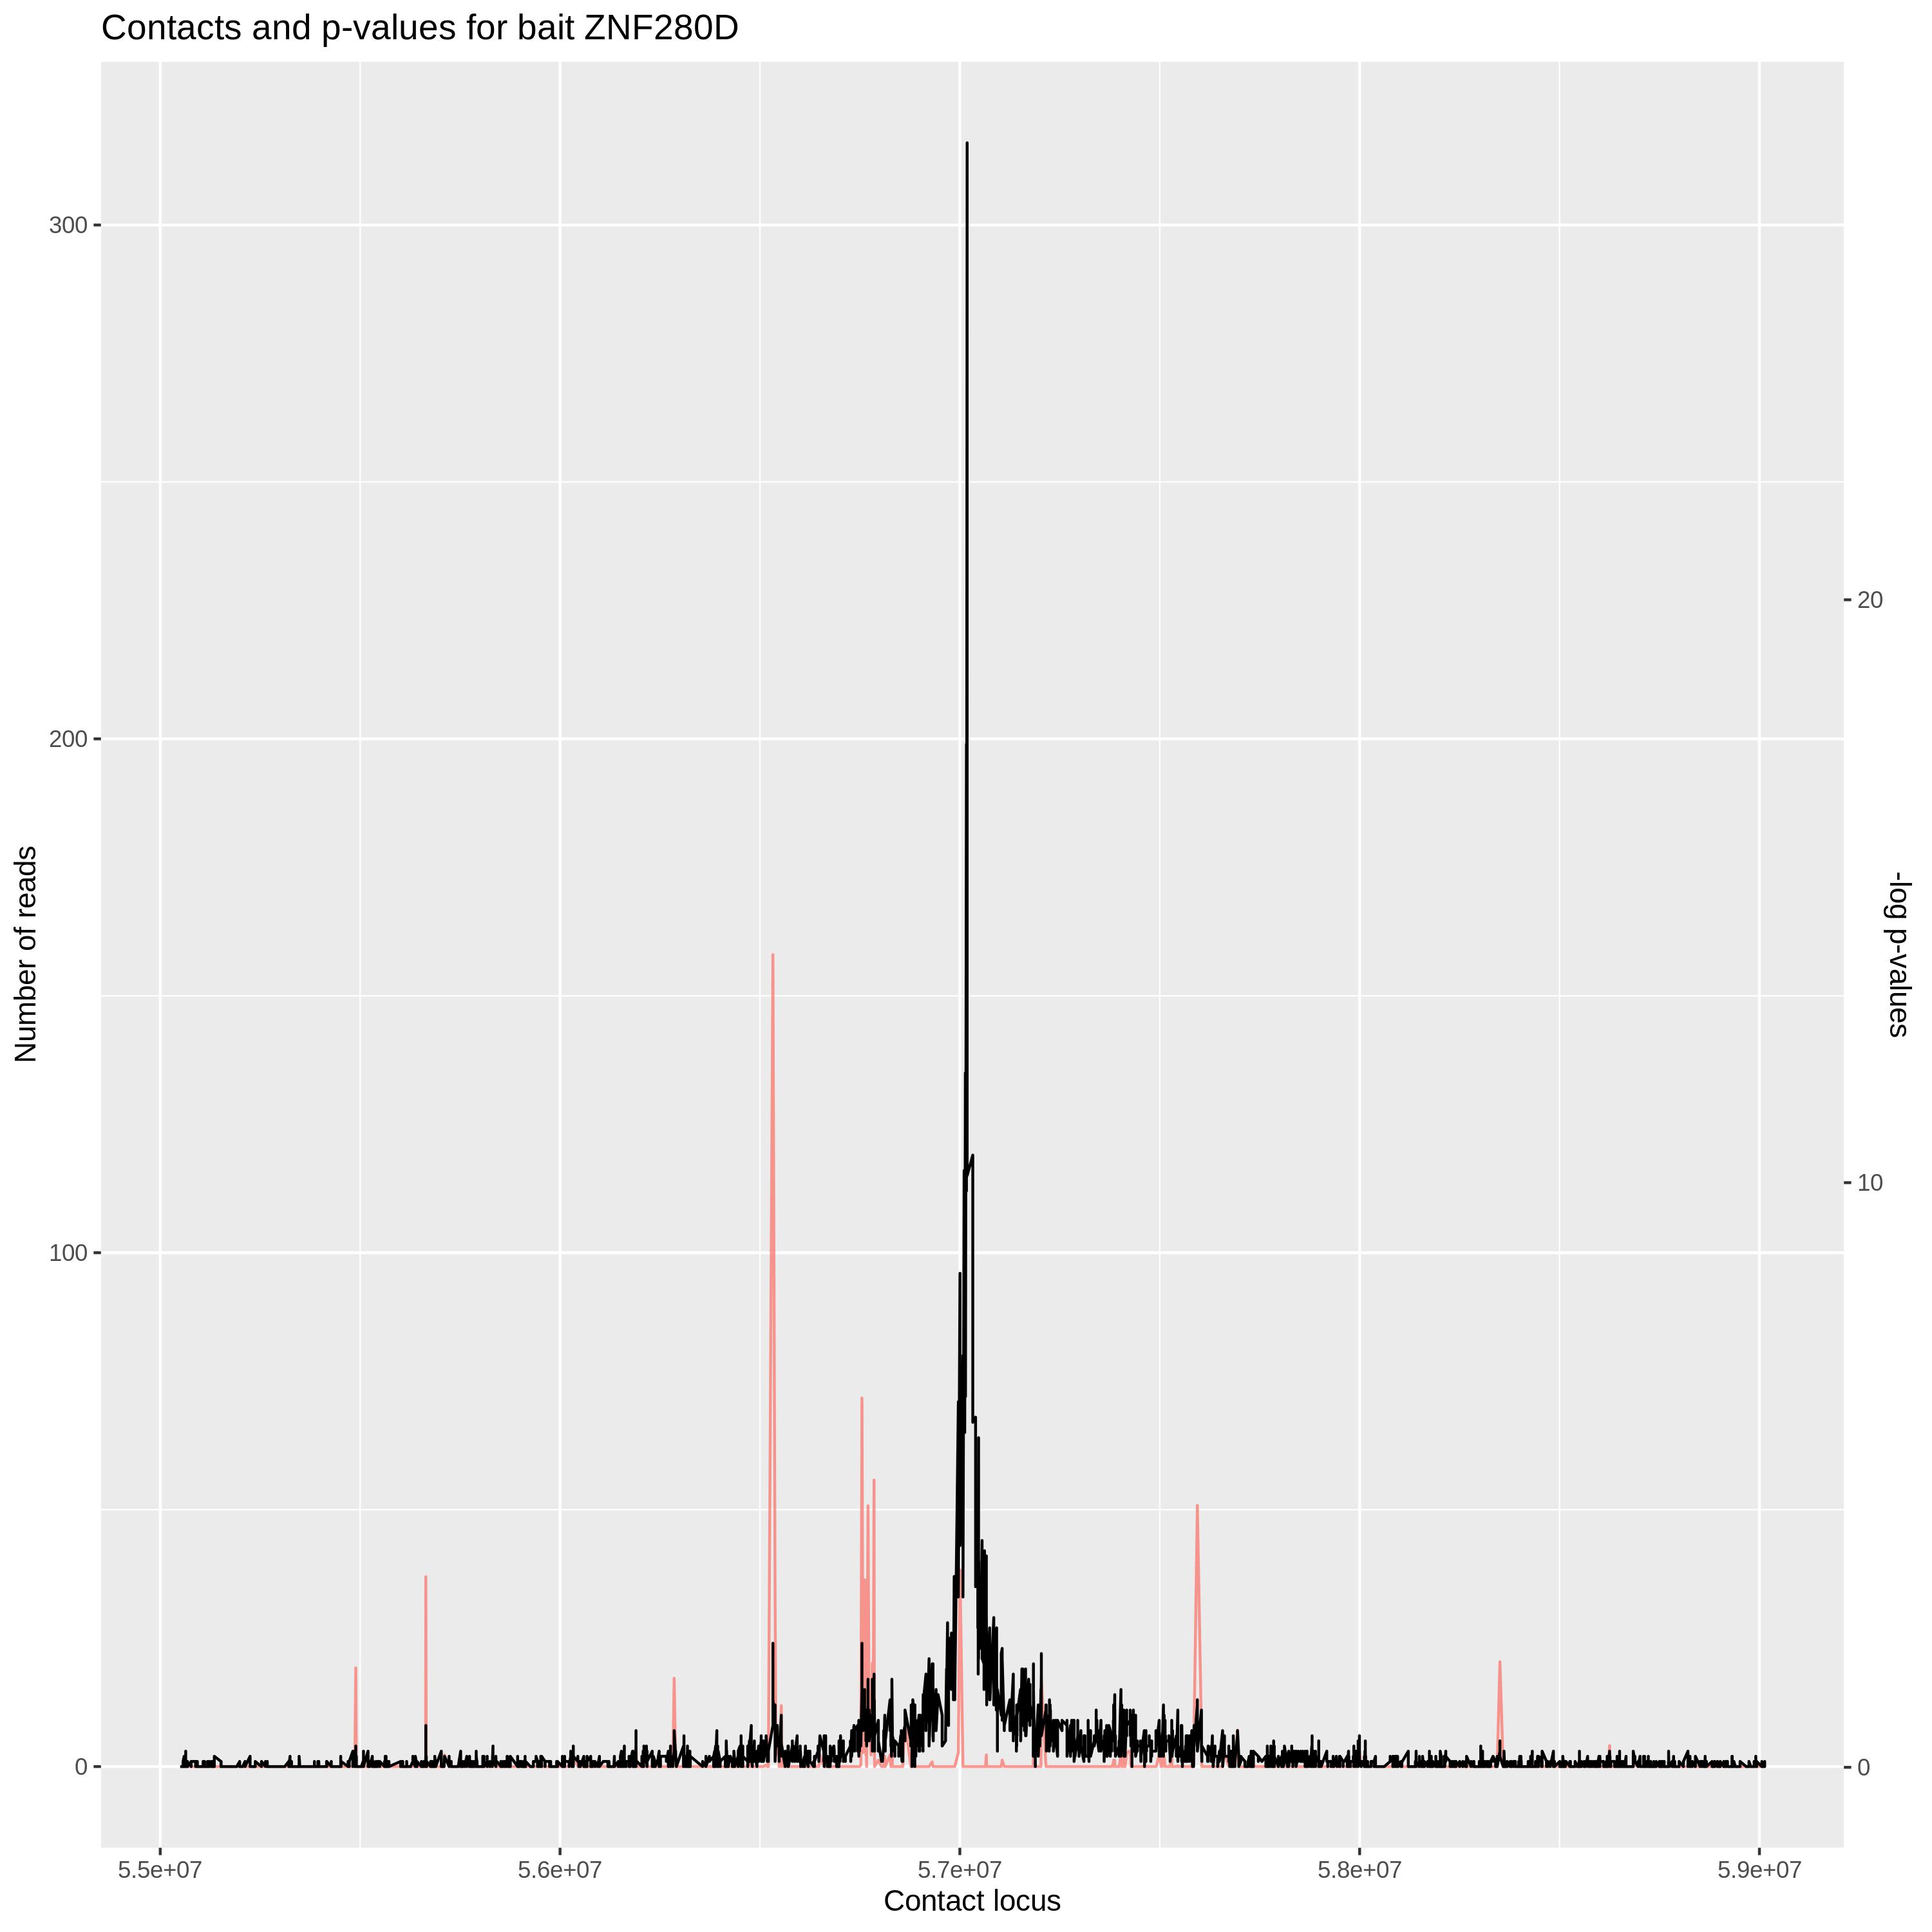 Contacts and p-values for bait ZNF280D
Number of reads
300
200
100
0
20
10
0
-log p-values
5.5e+07 5.6e+07 5.7e+07 5.8e+07 5.9e+07
Contact locus